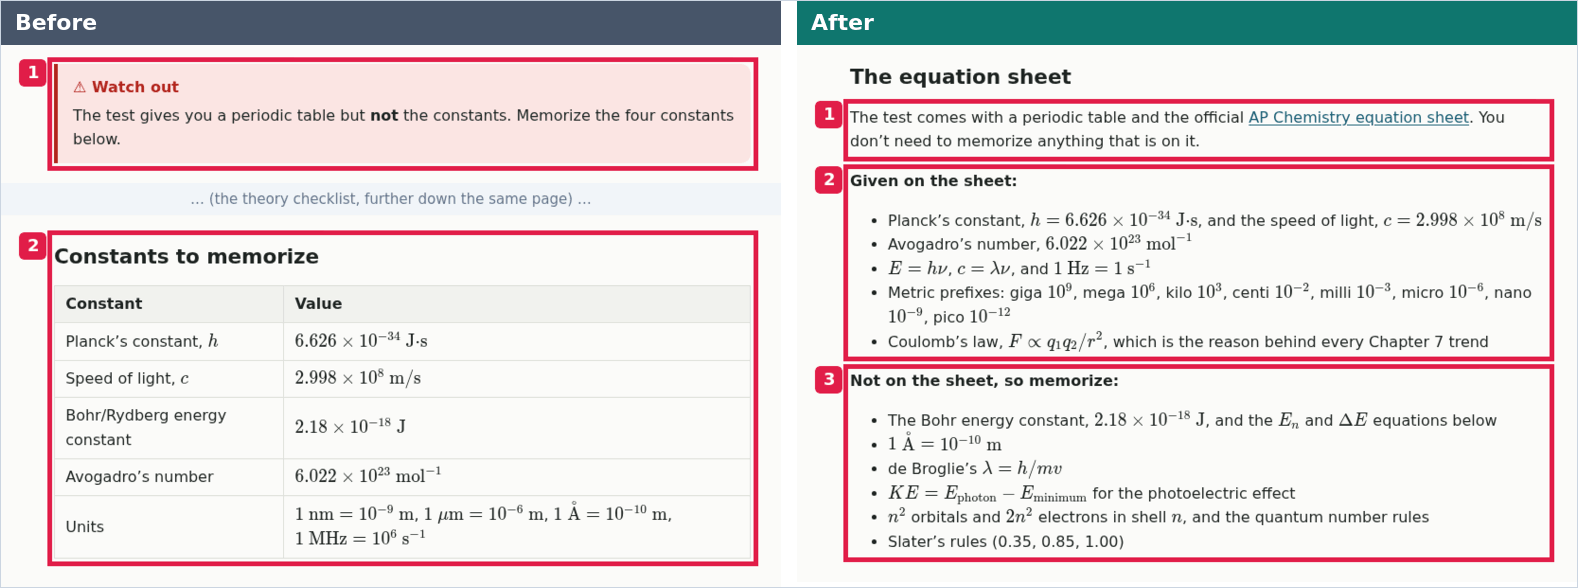 Before
1
⚠ Watch out
The test gives you a periodic table but not the constants. Memorize the four constants
below.
... (the theory checklist, further down the same page) ...
2
Constants to memorize
Constant Value
Planck’s constant, h 6.626 × 10⁻³⁴ J·s
Speed of light, c 2.998 × 10⁸ m/s
Bohr/Rydberg energy
constant 2.18 × 10⁻¹⁸ J
Avogadro’s number 6.022 × 10²³ mol⁻¹
Units 1 nm = 10⁻⁹ m, 1 μm = 10⁻⁶ m, 1 Å = 10⁻¹⁰ m,
1 MHz = 10⁶ s⁻¹
After
The equation sheet
1
The test comes with a periodic table and the official AP Chemistry equation sheet. You
don’t need to memorize anything that is on it.
2
Given on the sheet:
• Planck’s constant, h = 6.626 × 10⁻³⁴ J·s, and the speed of light, c = 2.998 × 10⁸ m/s
• Avogadro’s number, 6.022 × 10²³ mol⁻¹
• E = hν, c = λν, and 1 Hz = 1 s⁻¹
• Metric prefixes: giga 10⁹, mega 10⁶, kilo 10³, centi 10⁻², milli 10⁻³, micro 10⁻⁶, nano
10⁻⁹, pico 10⁻¹²
• Coulomb’s law, F ∝ q₁q₂/r², which is the reason behind every Chapter 7 trend
3
Not on the sheet, so memorize:
• The Bohr energy constant, 2.18 × 10⁻¹⁸ J, and the Eₙ and ΔE equations below
• 1 Å = 10⁻¹⁰ m
• de Broglie’s λ = h/mv
• KE = E_photon − E_minimum for the photoelectric effect
• n² orbitals and 2n² electrons in shell n, and the quantum number rules
• Slater’s rules (0.35, 0.85, 1.00)